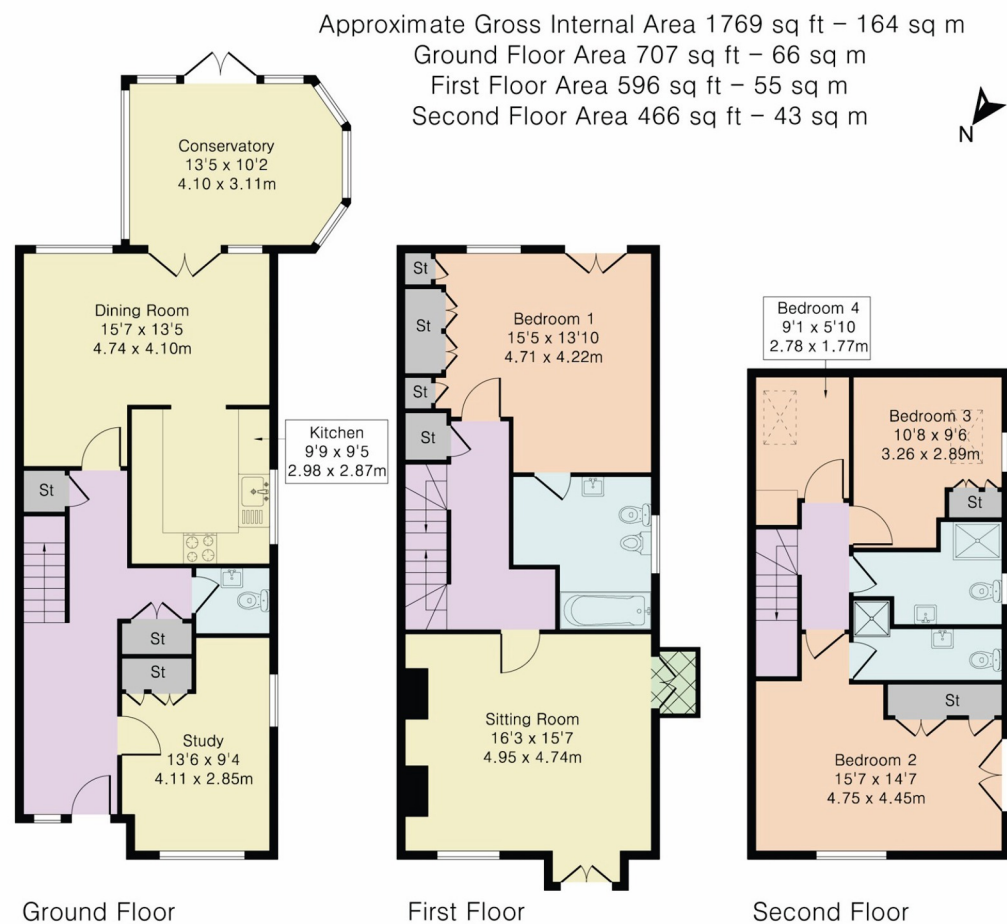 Approximate Gross Internal Area 1769 sq ft – 164 sq m
Ground Floor Area 707 sq ft – 66 sq m
First Floor Area 596 sq ft – 55 sq m
Second Floor Area 466 sq ft – 43 sq m
N
Conservatory
13'5 x 10'2
4.10 x 3.11m
Dining Room
15'7 x 13'5
4.74 x 4.10m
Kitchen
9'9 x 9'5
2.98 x 2.87m
St
St
St
Study
13'6 x 9'4
4.11 x 2.85m
Ground Floor
St
St
St
St
Bedroom 1
15'5 x 13'10
4.71 x 4.22m
Sitting Room
16'3 x 15'7
4.95 x 4.74m
First Floor
Bedroom 4
9'1 x 5'10
2.78 x 1.77m
Bedroom 3
10'8 x 9'6
3.26 x 2.89m
St
St
Bedroom 2
15'7 x 14'7
4.75 x 4.45m
Second Floor